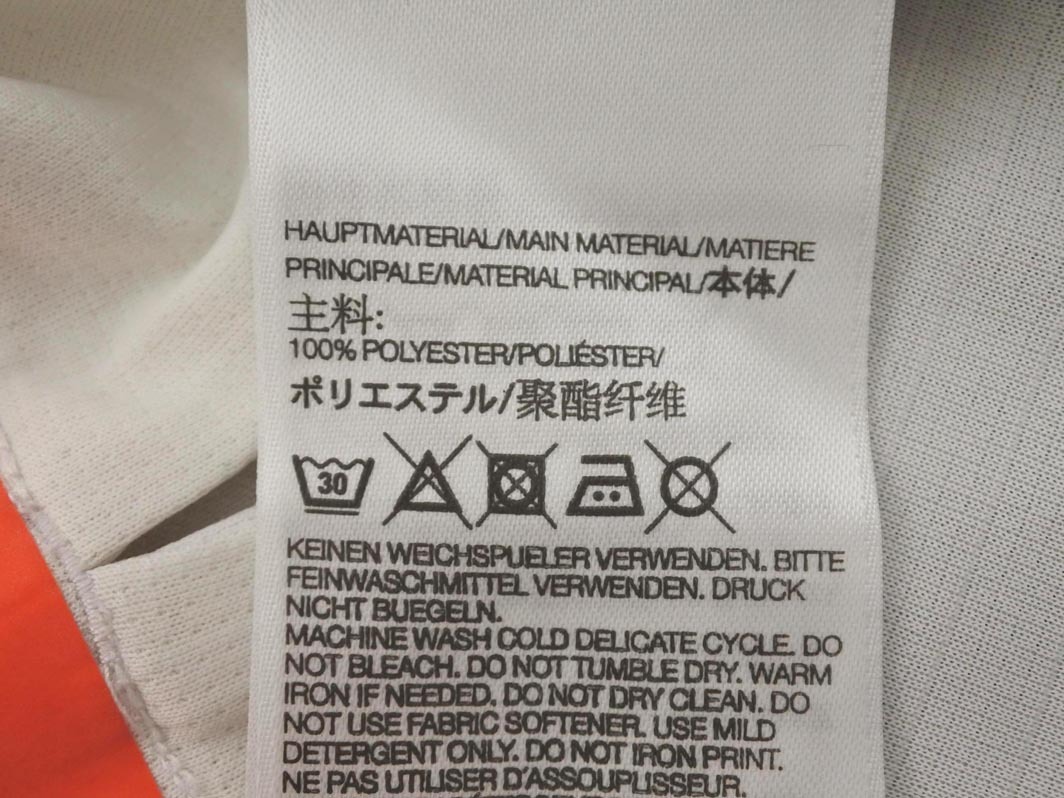 HAUPTMATERIAL/MAIN MATERIAL/MATIERE
PRINCIPALE/MATERIAL PRINCIPAL/本体/
主料:
100% POLYESTER/POLIÉSTER/
ポリエステル/聚酯纤维
30
KEINEN WEICHSPUELER VERWENDEN. BITTE
FEINWASCHMITTEL VERWENDEN. DRUCK
NICHT BUEGELN.
MACHINE WASH COLD DELICATE CYCLE. DO
NOT BLEACH. DO NOT TUMBLE DRY. WARM
IRON IF NEEDED. DO NOT DRY CLEAN. DO
NOT USE FABRIC SOFTENER. USE MILD
DETERGENT ONLY. DO NOT IRON PRINT.
NE PAS UTILISER D'ASSOUPLISSEUR.